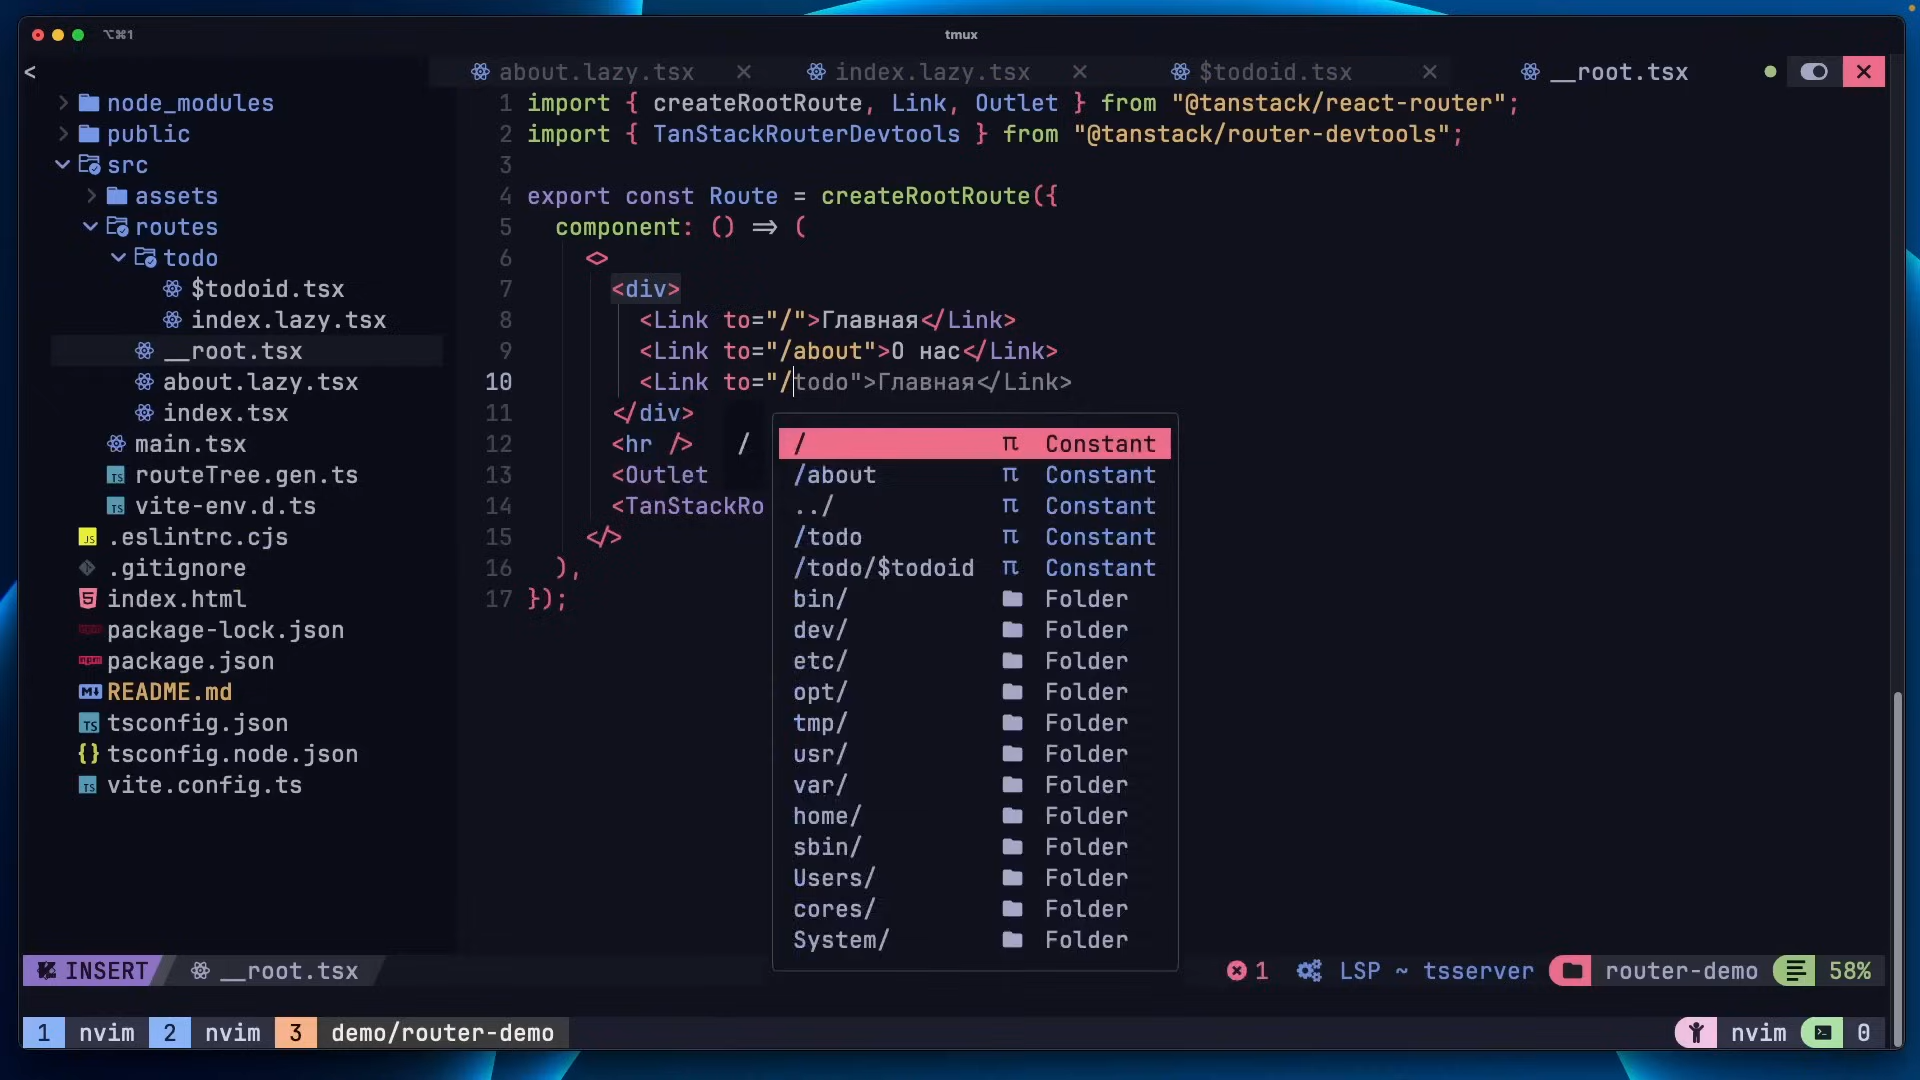 ⌥⌘1
tmux
<
about.lazy.tsx
index.lazy.tsx
$todoid.tsx
__root.tsx
node_modules
public
src
assets
routes
todo
$todoid.tsx
index.lazy.tsx
__root.tsx
about.lazy.tsx
index.tsx
main.tsx
routeTree.gen.ts
vite-env.d.ts
.eslintrc.cjs
.gitignore
index.html
package-lock.json
package.json
README.md
tsconfig.json
tsconfig.node.json
vite.config.ts
1 import { createRootRoute, Link, Outlet } from "@tanstack/react-router";
2 import { TanStackRouterDevtools } from "@tanstack/router-devtools";
3
4 export const Route = createRootRoute({
5 component: () => (
6 <>
7 <div>
8 <Link to="/">Главная</Link>
9 <Link to="/about">О нас</Link>
10 <Link to="/todo">Главная</Link>
11 </div>
12 <hr /> /
13 <Outlet
14 <TanStackRo
15 </>
16 ),
17 });
/ π Constant
/about π Constant
../ π Constant
/todo π Constant
/todo/$todoid π Constant
bin/ Folder
dev/ Folder
etc/ Folder
opt/ Folder
tmp/ Folder
usr/ Folder
var/ Folder
home/ Folder
sbin/ Folder
Users/ Folder
cores/ Folder
System/ Folder
INSERT __root.tsx 1 LSP ~ tsserver router-demo 58%
1 nvim 2 nvim 3 demo/router-demo nvim 0